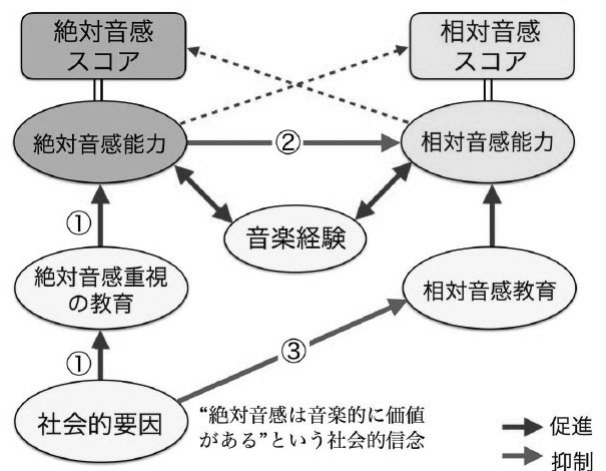 絶対音感
スコア
相対音感
スコア
絶対音感能力
②
相対音感能力
①
音楽経験
絶対音感重視
の教育
相対音感教育
①
③
社会的要因
“絶対音感は音楽的に価値
がある”という社会的信念
促進
抑制